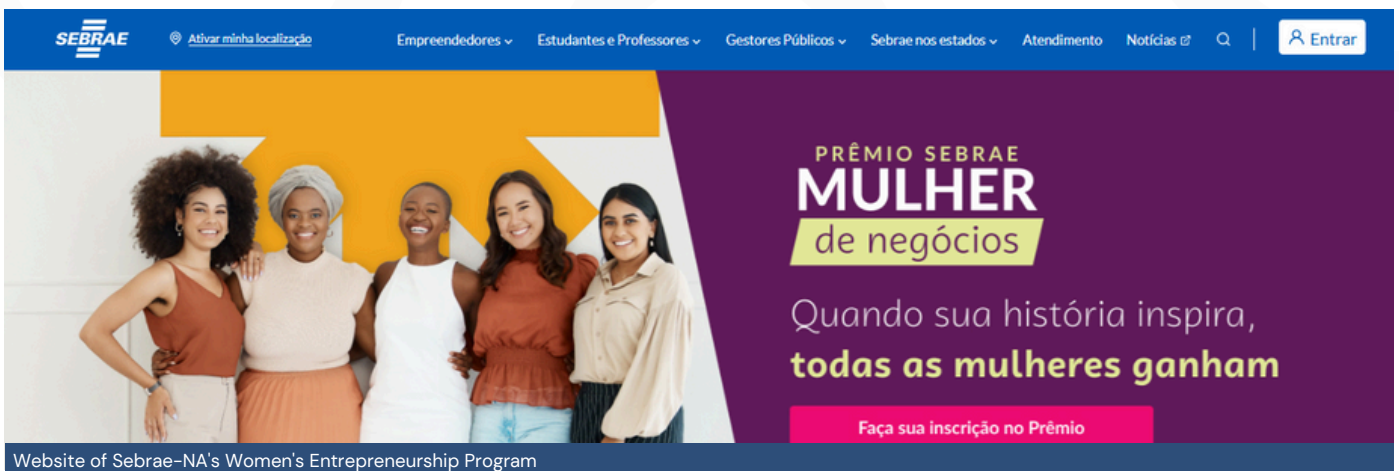 SEBRAE
Ativar minha localização
Empreendedores
Estudantes e Professores
Gestores Públicos
Sebrae nos estados
Atendimento
Notícias
Entrar
PRÊMIO SEBRAE
MULHER
de negócios
Quando sua história inspira,
todas as mulheres ganham
Faça sua inscrição no Prêmio
Website of Sebrae-NA's Women's Entrepreneurship Program